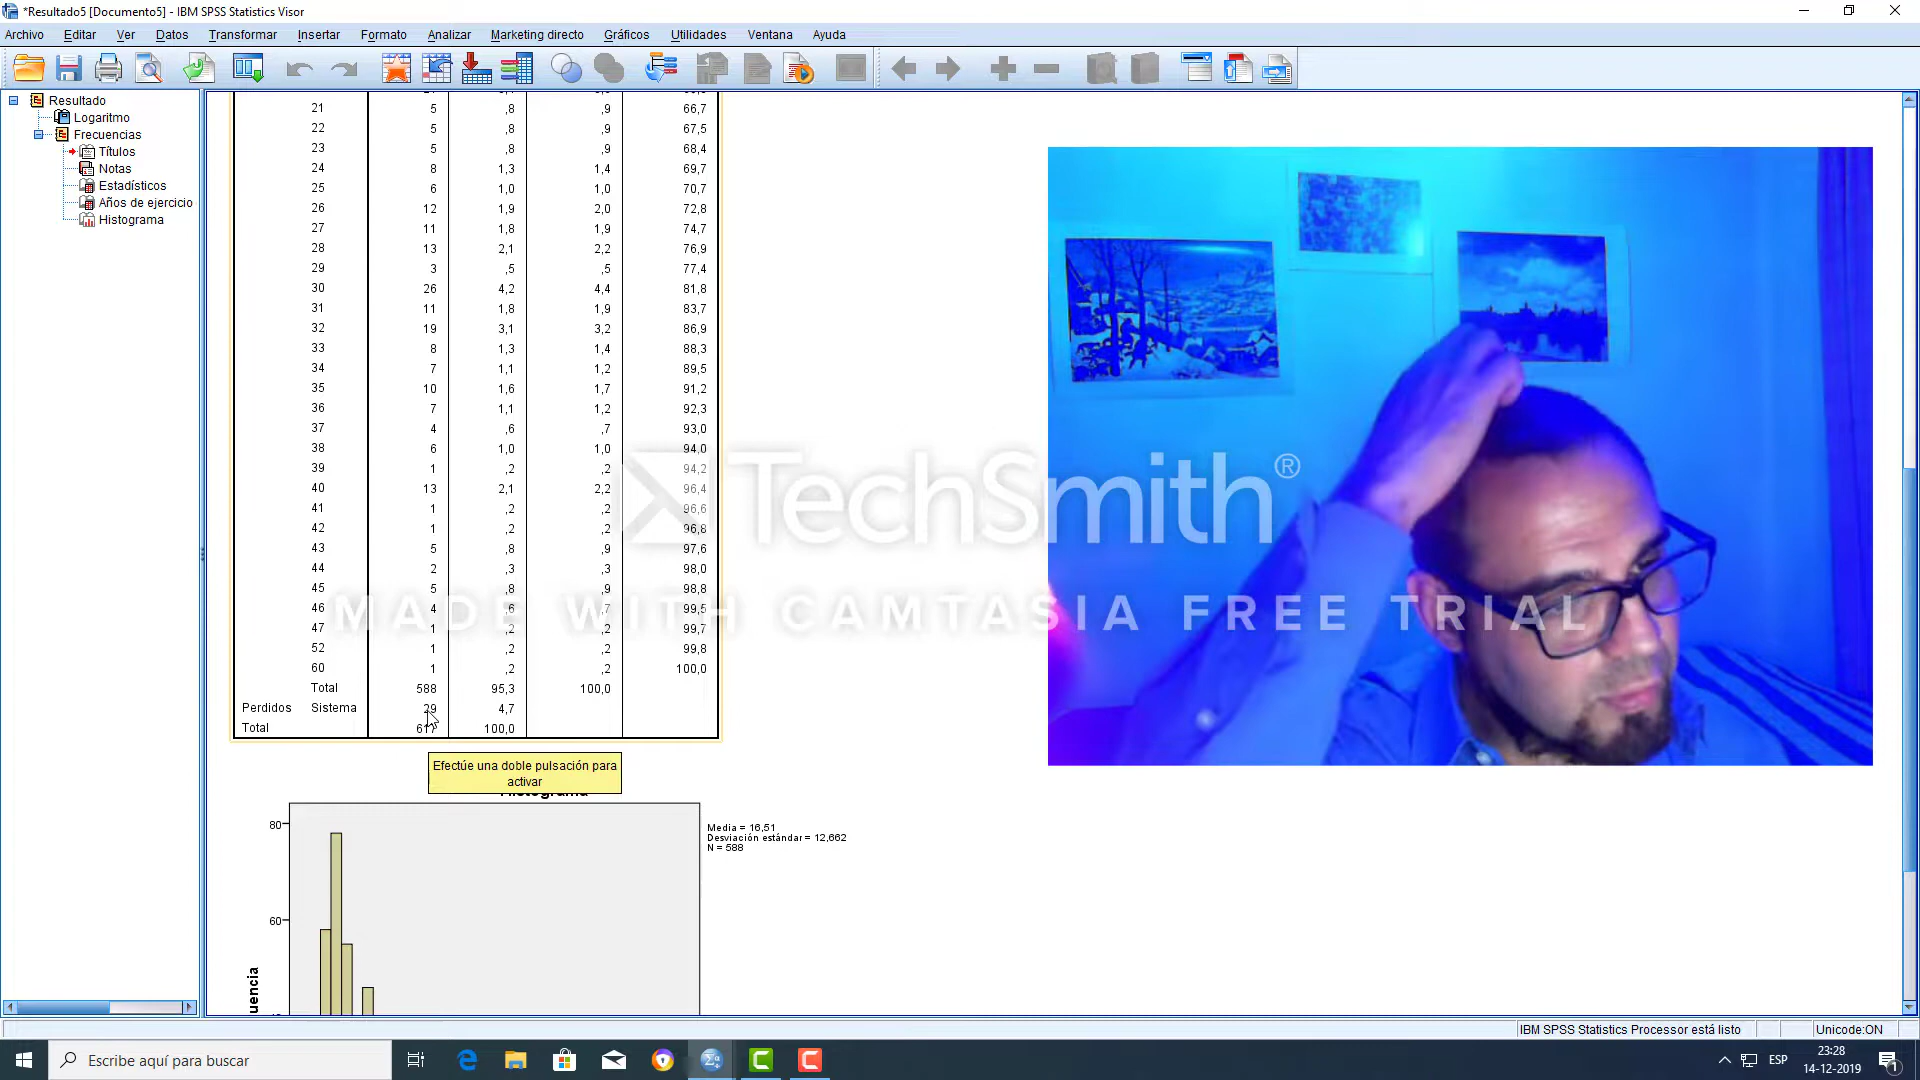 *Resultado5 [Documento5] - IBM SPSS Statistics Visor
Archivo Editar Ver Datos Transformar Insertar Formato Analizar Marketing directo Gráficos Utilidades Ventana Ayuda
Resultado
Logaritmo
Frecuencias
Títulos
Notas
Estadísticos
Años de ejercicio
Histograma
21 5 ,8 ,9 66,7
22 5 ,8 ,9 67,5
23 5 ,8 ,9 68,4
24 8 1,3 1,4 69,7
25 6 1,0 1,0 70,7
26 12 1,9 2,0 72,8
27 11 1,8 1,9 74,7
28 13 2,1 2,2 76,9
29 3 ,5 ,5 77,4
30 26 4,2 4,4 81,8
31 11 1,8 1,9 83,7
32 19 3,1 3,2 86,9
33 8 1,3 1,4 88,3
34 7 1,1 1,2 89,5
35 10 1,6 1,7 91,2
36 7 1,1 1,2 92,3
37 4 ,6 ,7 93,0
38 6 1,0 1,0 94,0
39 1 ,2 ,2 94,2
40 13 2,1 2,2 96,4
41 1 ,2 ,2 96,6
42 1 ,2 ,2 96,8
43 5 ,8 ,9 97,6
44 2 ,3 ,3 98,0
45 5 ,8 ,9 98,8
46 4 ,6 ,7 99,5
47 1 ,2 ,2 99,7
52 1 ,2 ,2 99,8
60 1 ,2 ,2 100,0
Total 588 95,3 100,0
Perdidos Sistema 29 4,7
Total 617 100,0
TechSmith®
MADE WITH CAMTASIA FREE TRIAL
Efectúe una doble pulsación para
activar
Histograma
80
60
Media = 16,51
Desviación estándar = 12,662
N = 588
IBM SPSS Statistics Processor está listo
Unicode:ON
Escribe aquí para buscar
ESP
23:28
14-12-2019
1